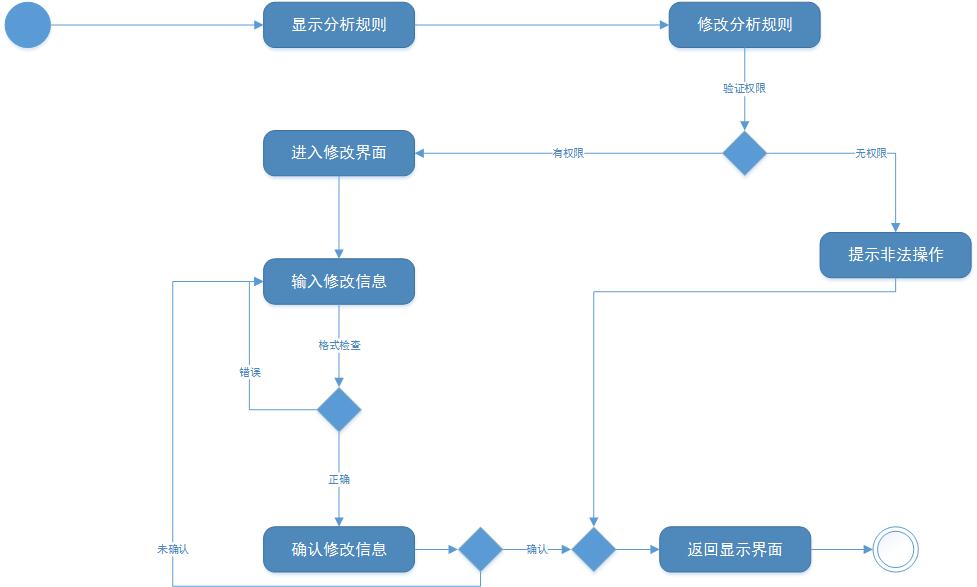 显示分析规则
修改分析规则
验证权限
进入修改界面
有权限
无权限
提示非法操作
输入修改信息
格式检查
错误
正确
未确认
确认修改信息
确认
返回显示界面